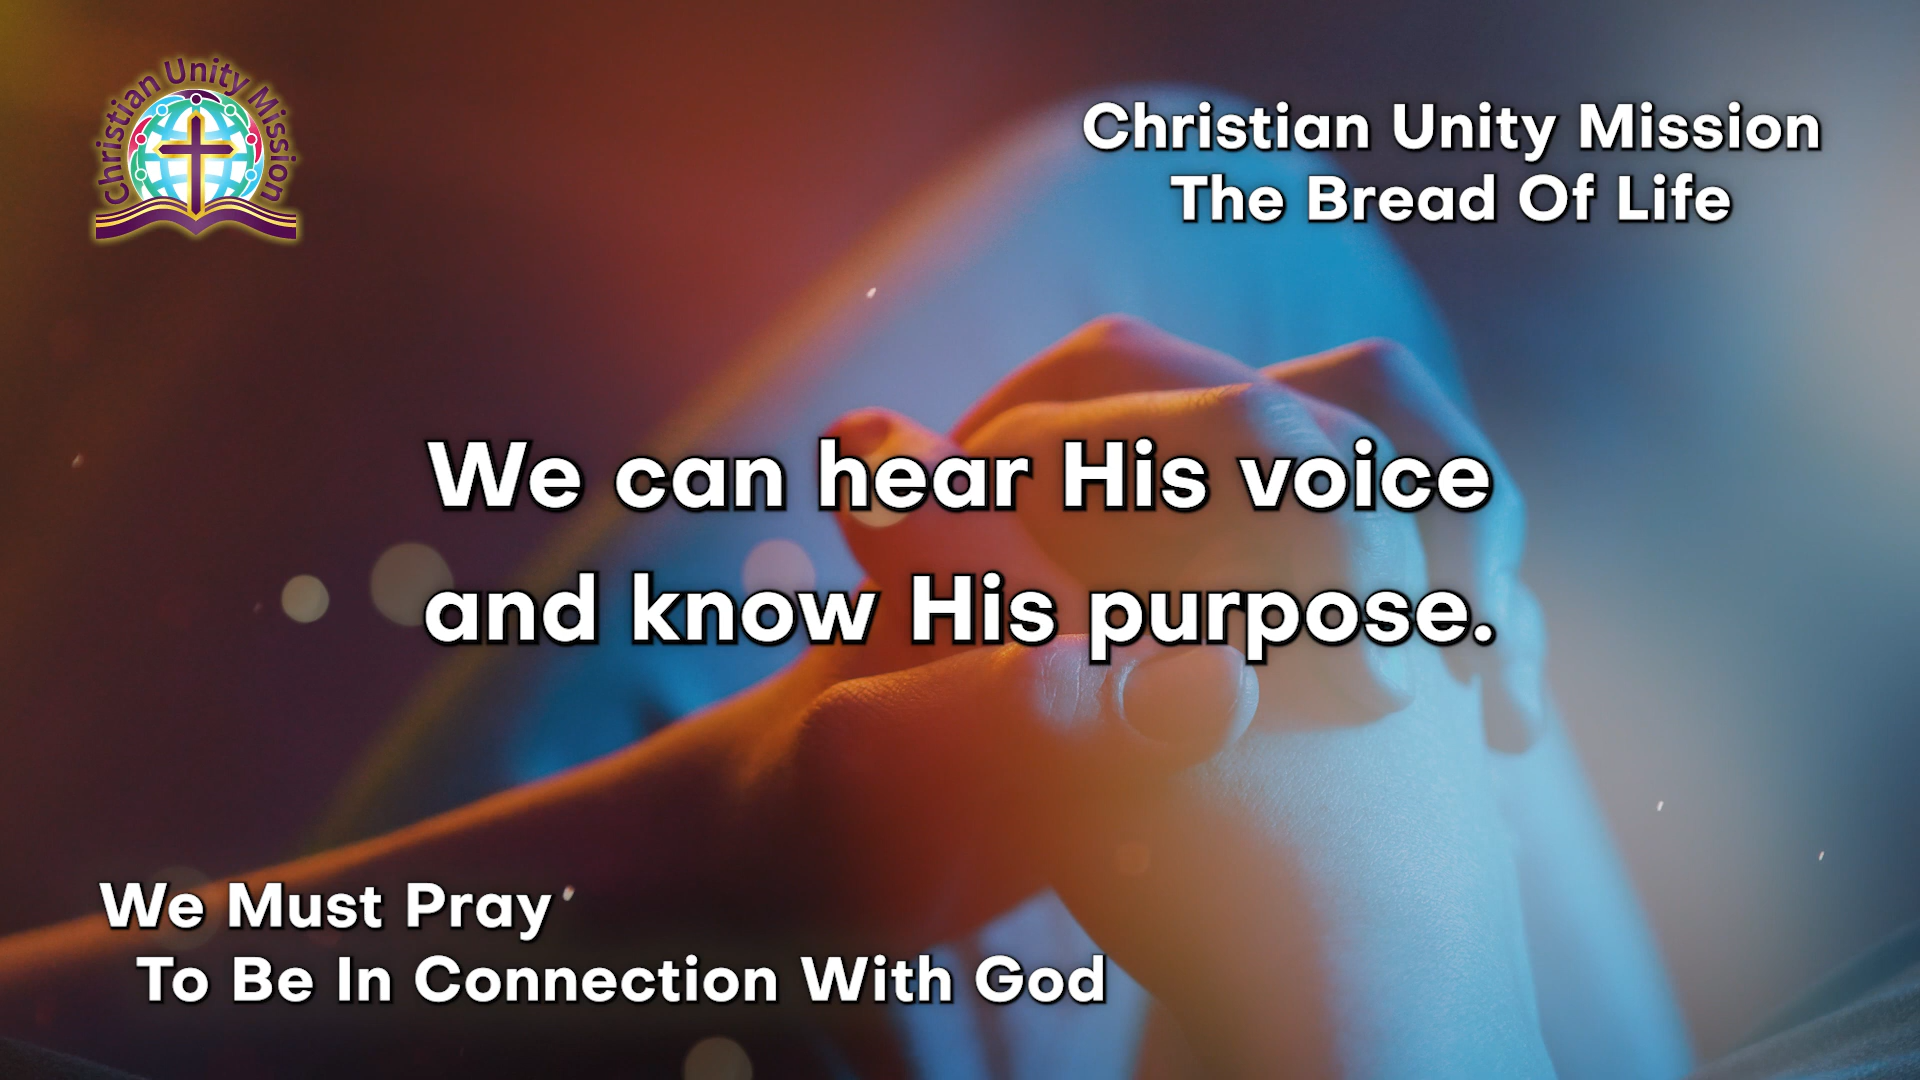 Christian Unity Mission
Christian Unity Mission
The Bread Of Life
We can hear His voice
and know His purpose.
We Must Pray
To Be In Connection With God